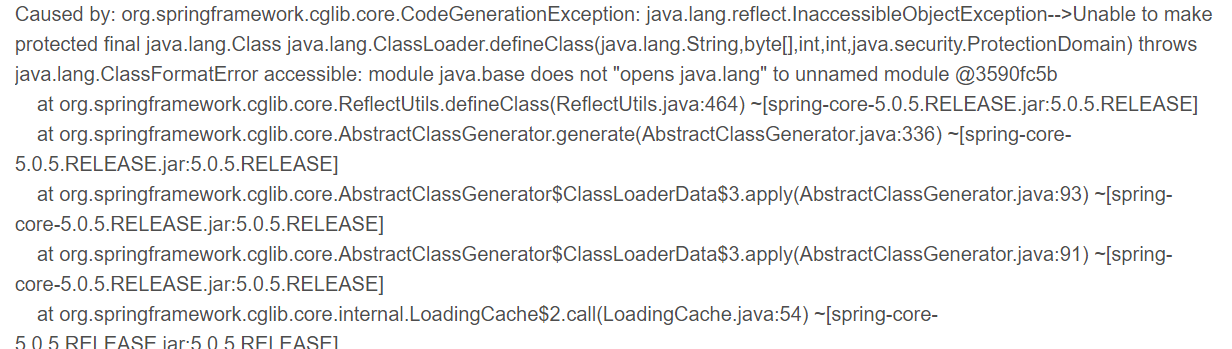 Caused by: org.springframework.cglib.core.CodeGenerationException: java.lang.reflect.InaccessibleObjectException-->Unable to make
protected final java.lang.Class java.lang.ClassLoader.defineClass(java.lang.String,byte[],int,int,java.security.ProtectionDomain) throws
java.lang.ClassFormatError accessible: module java.base does not "opens java.lang" to unnamed module @3590fc5b
at org.springframework.cglib.core.ReflectUtils.defineClass(ReflectUtils.java:464) ~[spring-core-5.0.5.RELEASE.jar:5.0.5.RELEASE]
at org.springframework.cglib.core.AbstractClassGenerator.generate(AbstractClassGenerator.java:336) ~[spring-core-
5.0.5.RELEASE.jar:5.0.5.RELEASE]
at org.springframework.cglib.core.AbstractClassGenerator$ClassLoaderData$3.apply(AbstractClassGenerator.java:93) ~[spring-
core-5.0.5.RELEASE.jar:5.0.5.RELEASE]
at org.springframework.cglib.core.AbstractClassGenerator$ClassLoaderData$3.apply(AbstractClassGenerator.java:91) ~[spring-
core-5.0.5.RELEASE.jar:5.0.5.RELEASE]
at org.springframework.cglib.core.internal.LoadingCache$2.call(LoadingCache.java:54) ~[spring-core-
5.0.5.RELEASE.jar:5.0.5.RELEASE]